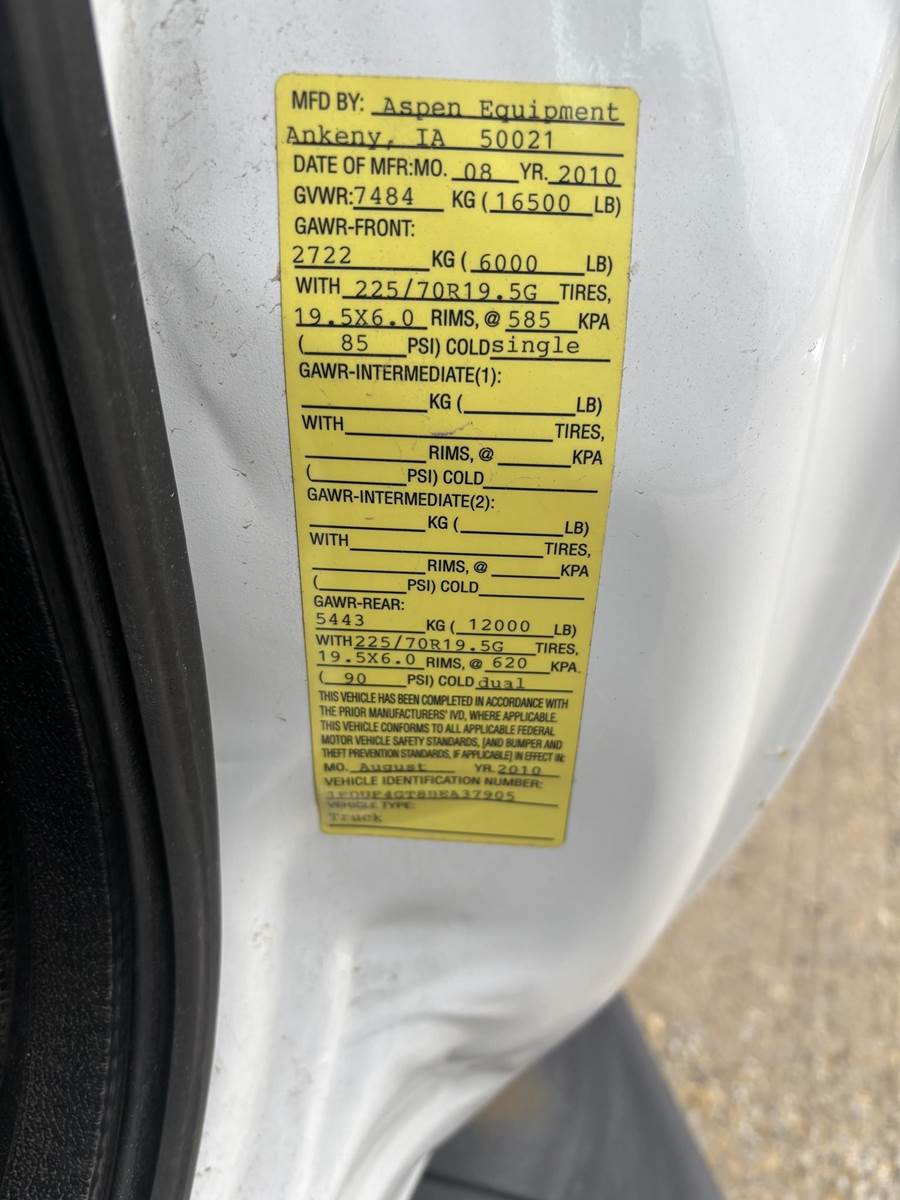 MFD BY: Aspen Equipment
Ankeny, IA 50021
DATE OF MFR:MO. 08 YR. 2010
GVWR:7484 KG (16500 LB)
GAWR-FRONT:
2722 KG ( 6000 LB)
WITH 225/70R19.5G TIRES,
19.5X6.0 RIMS, @ 585 KPA
( 85 PSI) COLD single
GAWR-INTERMEDIATE(1):
KG ( LB)
WITH TIRES,
RIMS, @ KPA
( PSI) COLD
GAWR-INTERMEDIATE(2):
KG ( LB)
WITH TIRES,
RIMS, @ KPA
( PSI) COLD
GAWR-REAR:
5443 KG ( 12000 LB)
WITH 225/70R19.5G TIRES,
19.5X6.0 RIMS, @ 620 KPA
( 90 PSI) COLD dual
THIS VEHICLE HAS BEEN COMPLETED IN ACCORDANCE WITH
THE PRIOR MANUFACTURERS' IVD, WHERE APPLICABLE.
THIS VEHICLE CONFORMS TO ALL APPLICABLE FEDERAL
MOTOR VEHICLE SAFETY STANDARDS, [AND BUMPER AND
THEFT PREVENTION STANDARDS, IF APPLICABLE] IN EFFECT IN:
MO. August YR. 2010
VEHICLE IDENTIFICATION NUMBER:
VEHICLE TYPE:
Truck